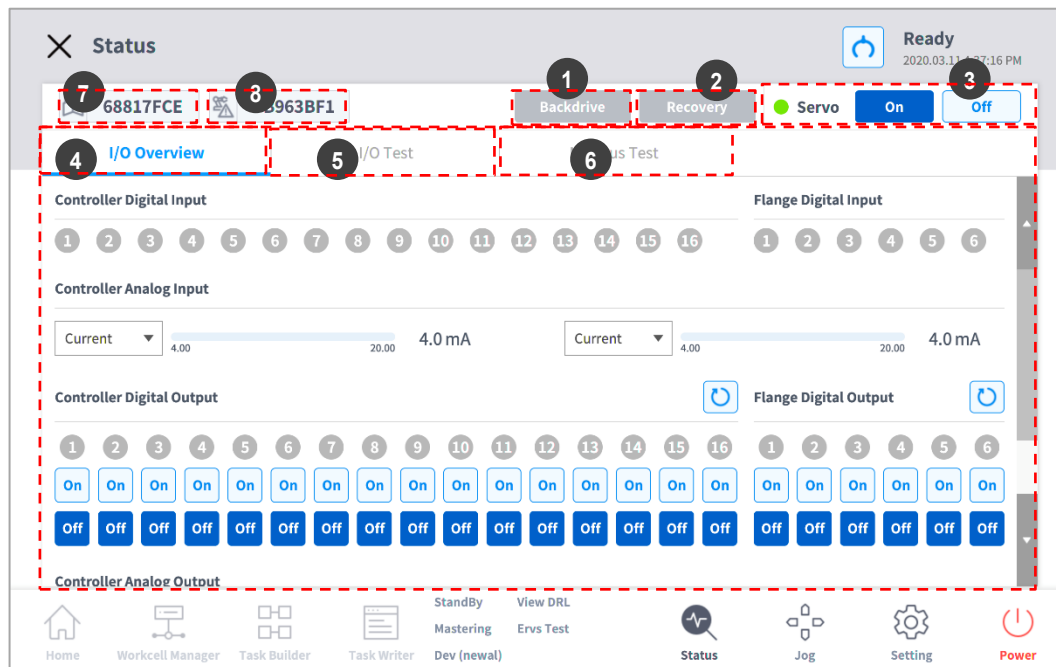 Status
Ready
2020.03.11 4:37:16 PM
7
8
1
2
3
68817FCE
963BF1
Backdrive
Recovery
Servo
On
Off
4
I/O Overview
5
I/O Test
6
Test
Controller Digital Input
Flange Digital Input
1 2 3 4 5 6 7 8 9 10 11 12 13 14 15 16
1 2 3 4 5 6
Controller Analog Input
Current
4.00
20.00
4.0 mA
Current
4.00
20.00
4.0 mA
Controller Digital Output
Flange Digital Output
1 2 3 4 5 6 7 8 9 10 11 12 13 14 15 16
1 2 3 4 5 6
On On On On On On On On On On On On On On On On
On On On On On On
Off Off Off Off Off Off Off Off Off Off Off Off Off Off Off Off
Off Off Off Off Off Off
Controller Analog Output
Home
Workcell Manager
Task Builder
Task Writer
StandBy
View DRL
Mastering
Ervs Test
Dev (newal)
Status
Jog
Setting
Power